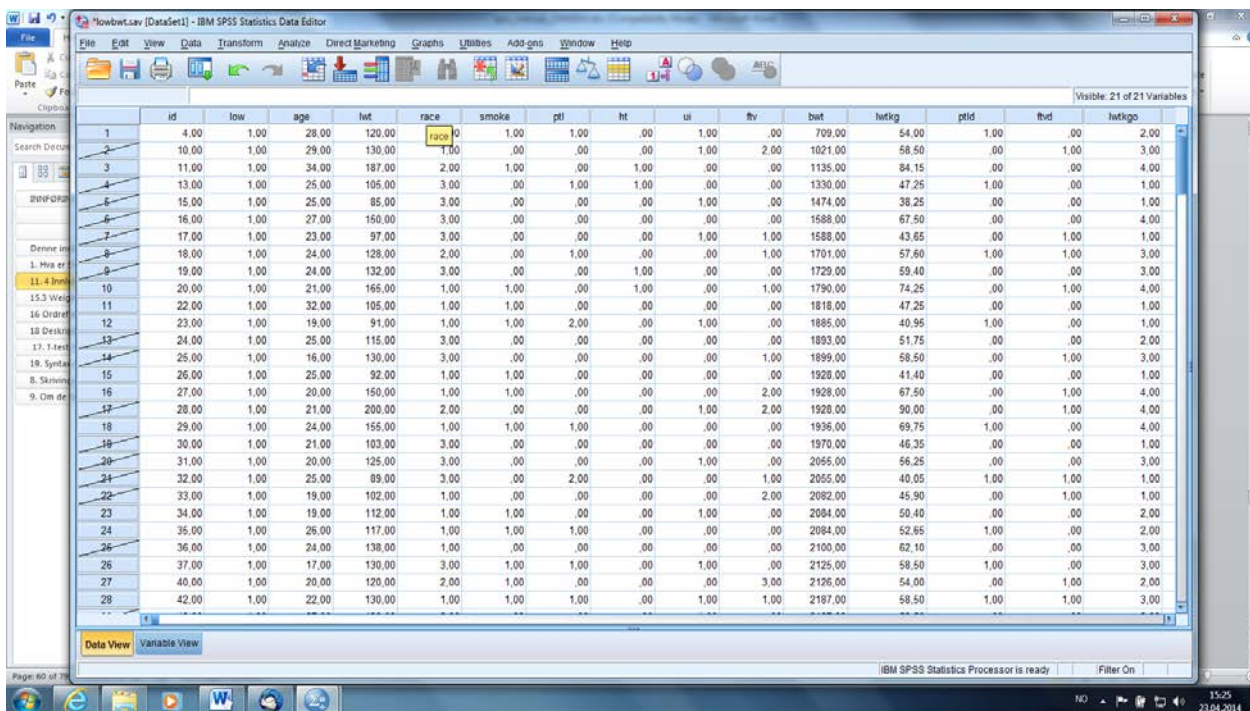 *lowbwt.sav [DataSet1] - IBM SPSS Statistics Data Editor
File
File Edit View Data Transform Analyze Direct Marketing Graphs Utilities Add-ons Window Help
Paste
Visible: 21 of 21 Variables
Navigation
id low age lwt race smoke ptl ht ui ftv bwt lwtkg ptld ftvd lwtkgo
race
1 4,00 1,00 28,00 120,00 1,00 1,00 ,00 1,00 ,00 709,00 54,00 1,00 ,00 2,00
2 10,00 1,00 29,00 130,00 1,00 ,00 ,00 ,00 1,00 2,00 1021,00 58,50 ,00 1,00 3,00
3 11,00 1,00 34,00 187,00 2,00 1,00 ,00 1,00 ,00 ,00 1135,00 84,15 ,00 ,00 4,00
4 13,00 1,00 25,00 105,00 3,00 ,00 1,00 1,00 ,00 ,00 1330,00 47,25 1,00 ,00 1,00
5 15,00 1,00 25,00 85,00 3,00 ,00 ,00 ,00 1,00 ,00 1474,00 38,25 ,00 ,00 1,00
6 16,00 1,00 27,00 150,00 3,00 ,00 ,00 ,00 ,00 ,00 1588,00 67,50 ,00 ,00 4,00
7 17,00 1,00 23,00 97,00 3,00 ,00 ,00 ,00 1,00 1,00 1588,00 43,65 ,00 1,00 1,00
8 18,00 1,00 24,00 128,00 2,00 ,00 1,00 ,00 ,00 1,00 1701,00 57,60 1,00 1,00 3,00
9 19,00 1,00 24,00 132,00 3,00 ,00 ,00 1,00 ,00 ,00 1729,00 59,40 ,00 ,00 3,00
10 20,00 1,00 21,00 165,00 1,00 1,00 ,00 1,00 ,00 1,00 1790,00 74,25 ,00 1,00 4,00
11 22,00 1,00 32,00 105,00 1,00 1,00 ,00 ,00 ,00 ,00 1818,00 47,25 ,00 ,00 1,00
12 23,00 1,00 19,00 91,00 1,00 1,00 2,00 ,00 1,00 ,00 1885,00 40,95 1,00 ,00 1,00
13 24,00 1,00 25,00 115,00 3,00 ,00 ,00 ,00 ,00 ,00 1893,00 51,75 ,00 ,00 2,00
14 25,00 1,00 16,00 130,00 3,00 ,00 ,00 ,00 ,00 1,00 1899,00 58,50 ,00 1,00 3,00
15 26,00 1,00 25,00 92,00 1,00 1,00 ,00 ,00 ,00 ,00 1928,00 41,40 ,00 ,00 1,00
16 27,00 1,00 20,00 150,00 1,00 1,00 ,00 ,00 ,00 2,00 1928,00 67,50 ,00 1,00 4,00
17 28,00 1,00 21,00 200,00 2,00 ,00 ,00 ,00 1,00 2,00 1928,00 90,00 ,00 1,00 4,00
18 29,00 1,00 24,00 155,00 1,00 1,00 1,00 ,00 ,00 ,00 1936,00 69,75 1,00 ,00 4,00
19 30,00 1,00 21,00 103,00 3,00 ,00 ,00 ,00 ,00 ,00 1970,00 46,35 ,00 ,00 1,00
20 31,00 1,00 20,00 125,00 3,00 ,00 ,00 ,00 1,00 ,00 2055,00 56,25 ,00 ,00 3,00
21 32,00 1,00 25,00 89,00 3,00 ,00 2,00 ,00 ,00 1,00 2055,00 40,05 1,00 1,00 1,00
22 33,00 1,00 19,00 102,00 1,00 ,00 ,00 ,00 ,00 2,00 2082,00 45,90 ,00 1,00 1,00
23 34,00 1,00 19,00 112,00 1,00 1,00 ,00 ,00 1,00 ,00 2084,00 50,40 ,00 ,00 2,00
24 35,00 1,00 26,00 117,00 1,00 1,00 1,00 ,00 ,00 ,00 2084,00 52,65 1,00 ,00 2,00
25 36,00 1,00 24,00 138,00 1,00 ,00 ,00 ,00 ,00 ,00 2100,00 62,10 ,00 ,00 3,00
26 37,00 1,00 17,00 130,00 3,00 1,00 1,00 ,00 1,00 ,00 2125,00 58,50 1,00 ,00 3,00
27 40,00 1,00 20,00 120,00 2,00 1,00 ,00 ,00 ,00 3,00 2126,00 54,00 ,00 1,00 2,00
28 42,00 1,00 22,00 130,00 1,00 1,00 1,00 ,00 1,00 1,00 2187,00 58,50 1,00 1,00 3,00
Denne
1. Hva er
11. 4
15.3
18
17. T-test
19.
8.
9. Om de
Data View Variable View
IBM SPSS Statistics Processor is ready Filter On
Page: 60 of
NO 15:25
23.04.2014